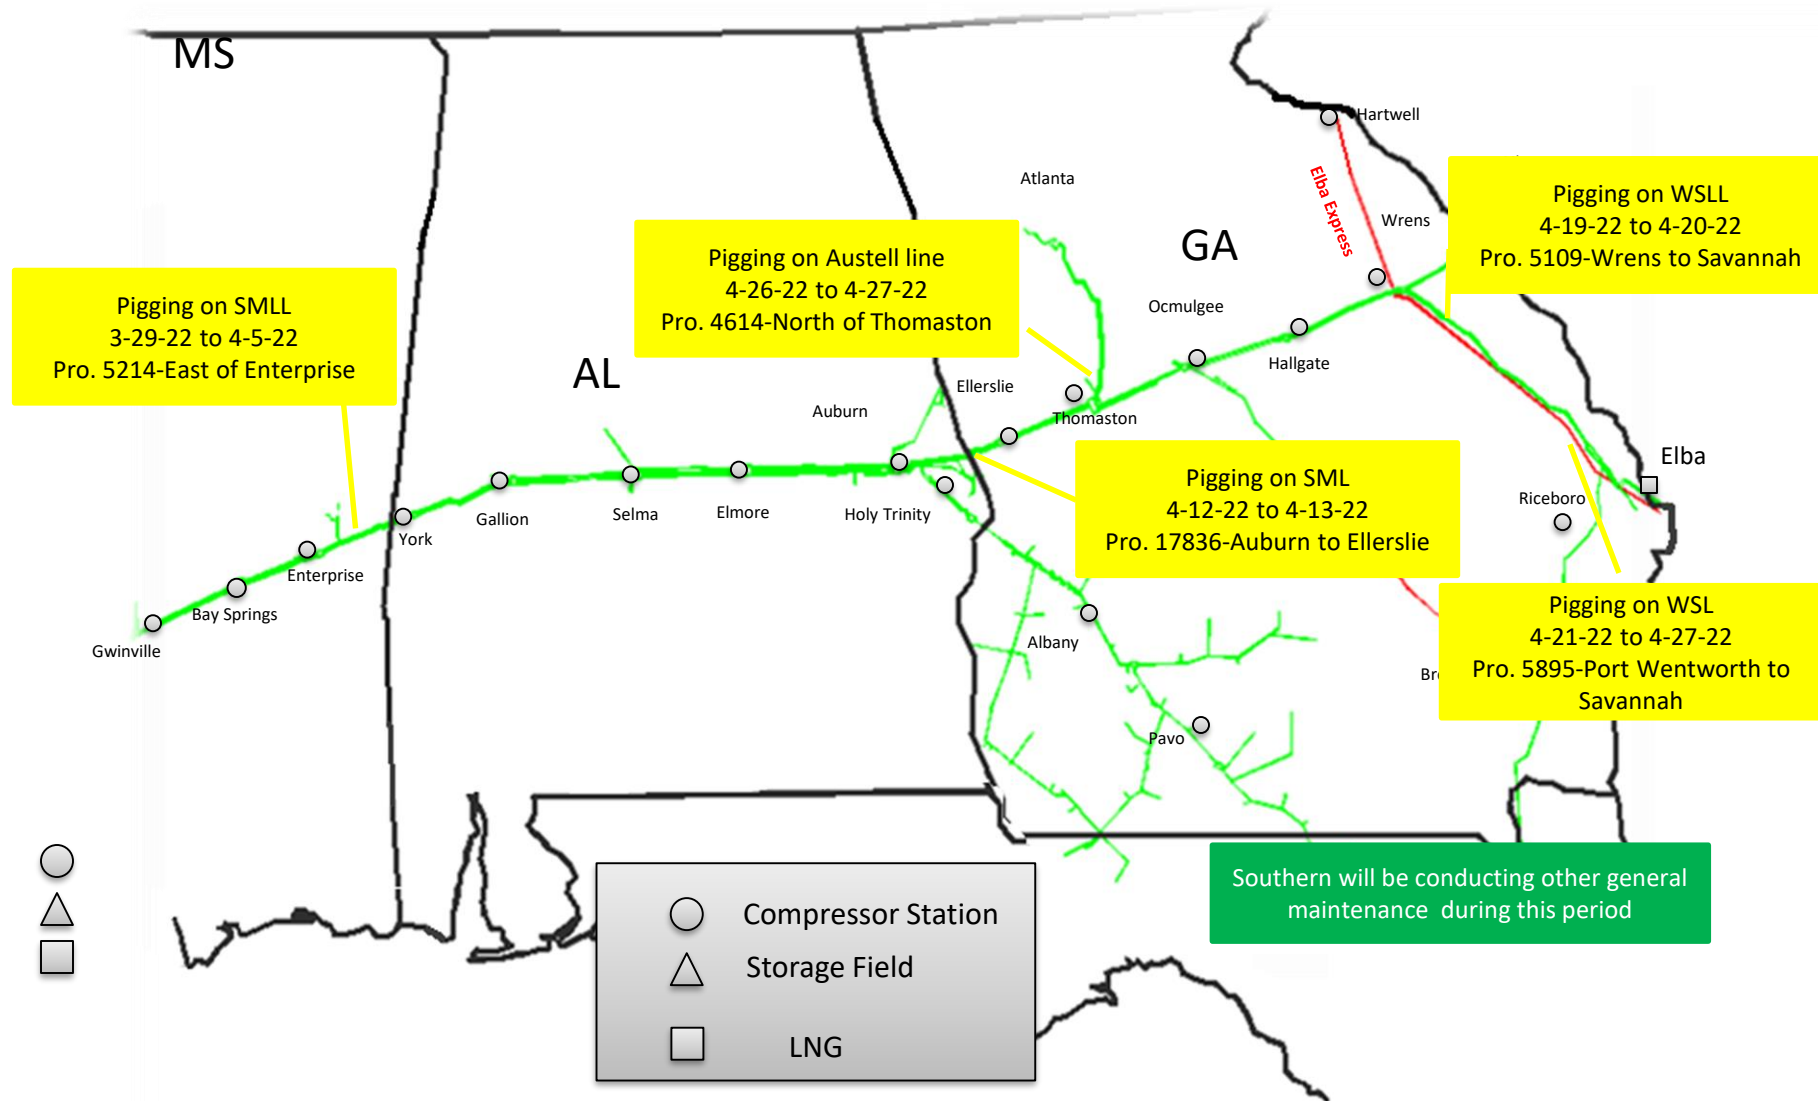 MS
Hartwell
Atlanta
Elba Express
Wrens
Pigging on WSLL
4-19-22 to 4-20-22
Pro. 5109-Wrens to Savannah
GA
Pigging on Austell line
4-26-22 to 4-27-22
Pro. 4614-North of Thomaston
Pigging on SMLL
3-29-22 to 4-5-22
Pro. 5214-East of Enterprise
Ocmulgee
Hallgate
AL
Ellerslie
Auburn
Thomaston
Elba
Pigging on SML
4-12-22 to 4-13-22
Pro. 17836-Auburn to Ellerslie
Riceboro
Gallion
Selma
Elmore
Holy Trinity
York
Enterprise
Bay Springs
Gwinville
Albany
Pigging on WSL
4-21-22 to 4-27-22
Pro. 5895-Port Wentworth to
Savannah
Pavo
Southern will be conducting other general
maintenance during this period
Compressor Station
Storage Field
LNG